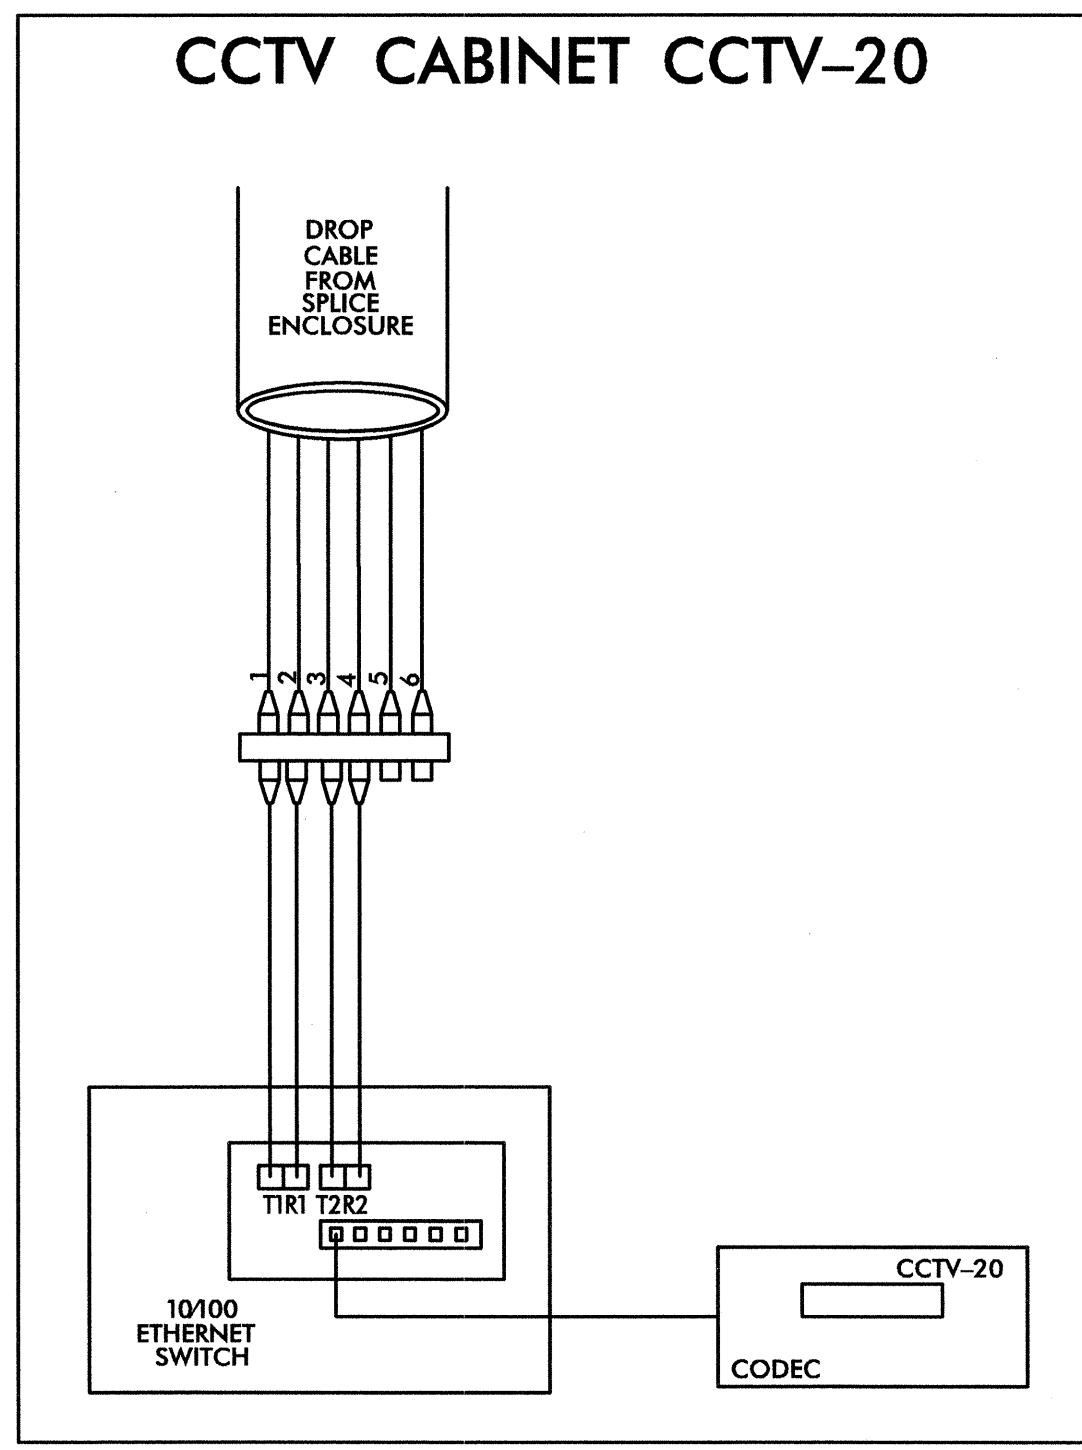 CCTV CABINET CCTV–20
DROP
CABLE
FROM
SPLICE
ENCLOSURE
1 2 3 4 5 6
T1R1 T2R2
10/100
ETHERNET
SWITCH
CCTV–20
CODEC